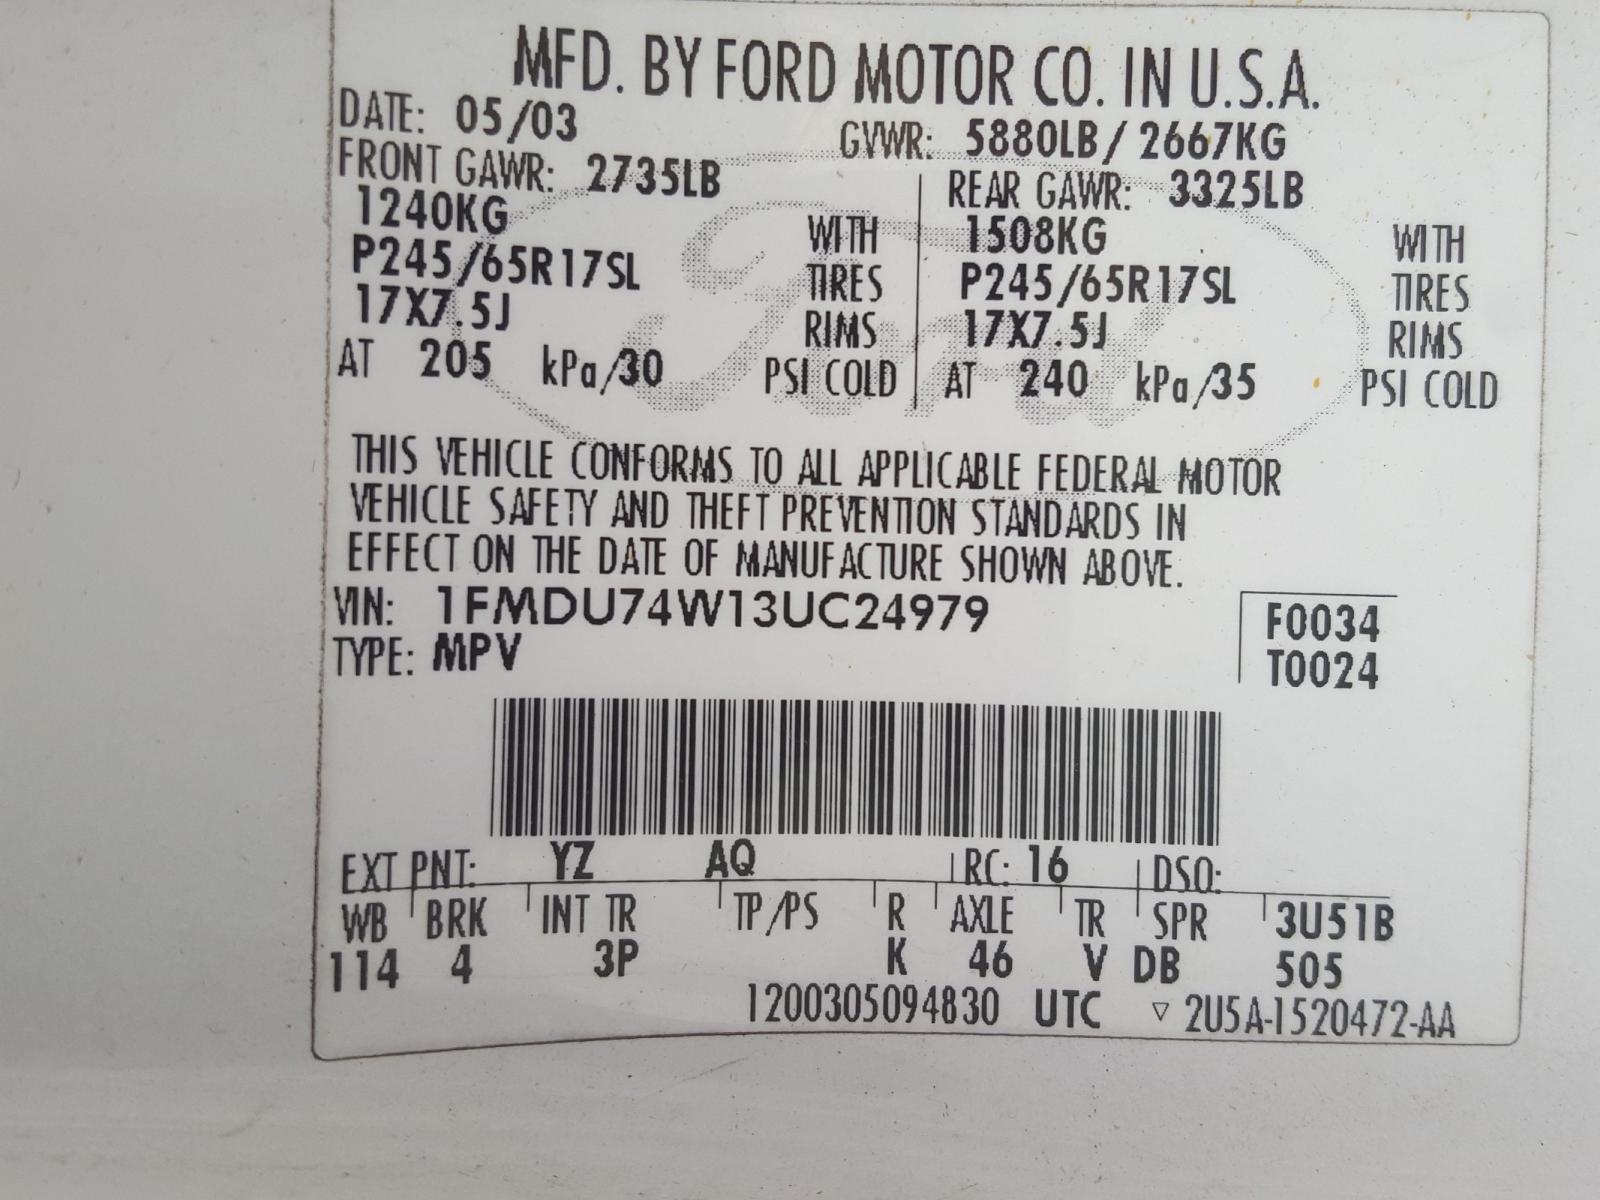 MFD. BY FORD MOTOR CO. IN U.S.A.
DATE: 05/03 GVWR: 5880LB/2667KG
FRONT GAWR: 2735LB REAR GAWR: 3325LB
1240KG WITH 1508KG WITH
P245/65R17SL TIRES P245/65R17SL TIRES
17X7.5J RIMS 17X7.5J RIMS
AT 205 kPa/30 PSI COLD AT 240 kPa/35 PSI COLD
Ford
THIS VEHICLE CONFORMS TO ALL APPLICABLE FEDERAL MOTOR
VEHICLE SAFETY AND THEFT PREVENTION STANDARDS IN
EFFECT ON THE DATE OF MANUFACTURE SHOWN ABOVE.
VIN: 1FMDU74W13UC24979 F0034
TYPE: MPV T0024
EXT PNT: YZ AQ RC: 16 DSO:
WB BRK INT TR TP/PS R AXLE TR SPR 3U51B
114 4 3P K 46 V DB 505
1200305094830 UTC ▽ 2U5A-1520472-AA